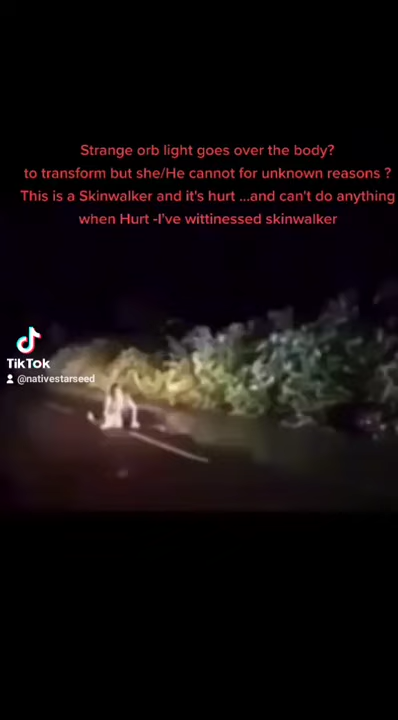 Strange orb light goes over the body?
to transform but she/He cannot for unknown reasons ?
This is a Skinwalker and it's hurt ...and can't do anything
when Hurt -I've wittinessed skinwalker
TikTok
@nativestarseed